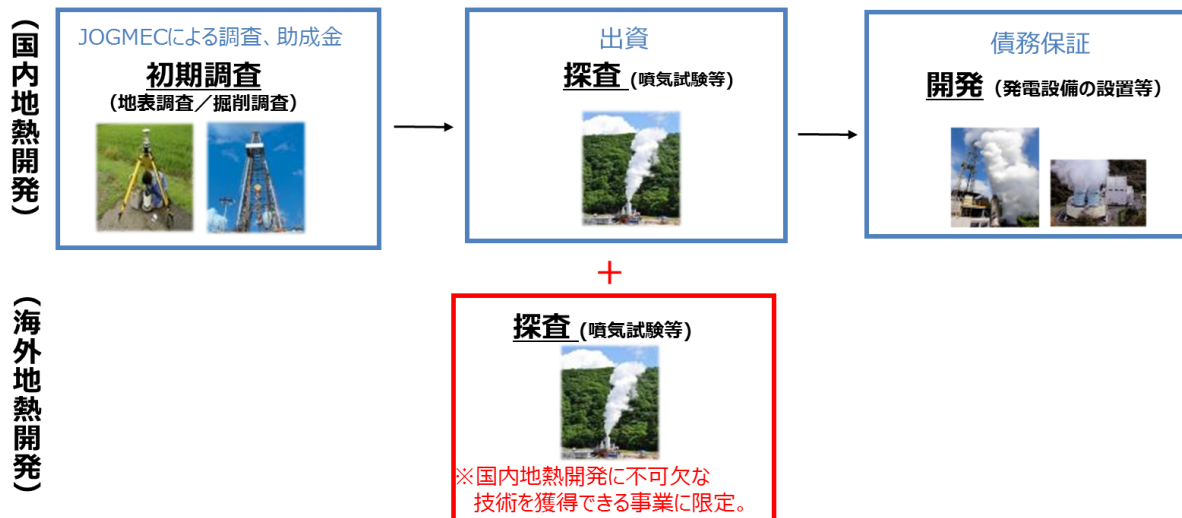 （国内地熱開発）
JOGMECによる調査、助成金
初期調査
（地表調査／掘削調査）
出資
探査 (噴気試験等)
債務保証
開発（発電設備の設置等）
＋
（海外地熱開発）
探査 (噴気試験等)
※国内地熱開発に不可欠な
技術を獲得できる事業に限定。